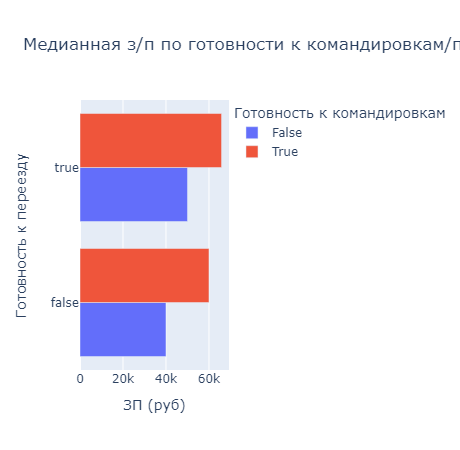 Медианная з/п по готовности к командировкам/п
Готовность к командировкам
False
True
Готовность к переезду
true
false
0 20k 40k 60k
ЗП (руб)